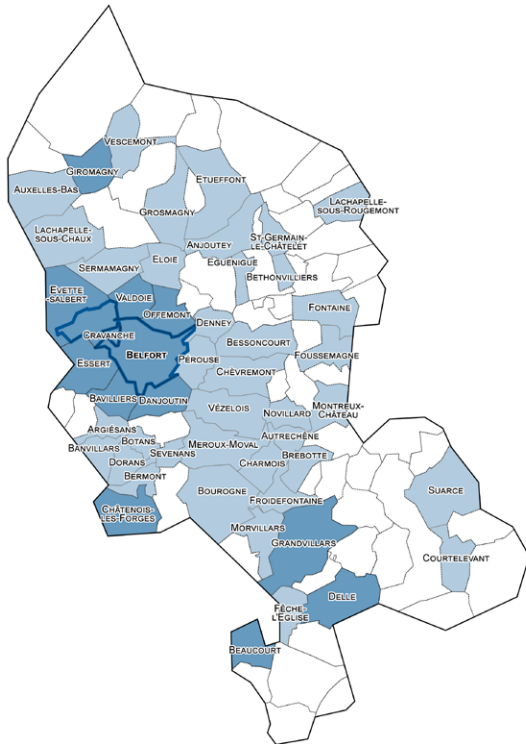 VESCEMONT
GIROMAGNY
ETUEFFONT
AUXELLES-BAS
LACHAPELLE-
SOUS-ROUGEMONT
GROSMAGNY
LACHAPELLE-
SOUS-CHAUX
ST-GERMAIN-
LE-CHÂTELET
ANJOUTEY
ELOIE
EGUENIGUE
SERMAMAGNY
BETHONVILLIERS
EVETTE
-SALBERT
VALDOIE
OFFEMONT
FONTAINE
DENNEY
CRAVANCHE
BESSONCOURT
FOUSSEMAGNE
BELFORT
PÉROUSE
ESSERT
CHÈVREMONT
BAVILLIERS
DANJOUTIN
VÉZELOIS
NOVILLARD
MONTREUX-
CHÂTEAU
ARGIÉSANS
BOTANS
AUTRECHÊNE
BANVILLARS
SEVENANS
MEROUX-MOVAL
BREBOTTE
DORANS
CHARMOIS
BERMONT
BOUROGNE
SUARCE
FROIDEFONTAINE
CHÂTENOIS
-LES-FORGES
MORVILLARS
GRANDVILLARS
COURTELEVANT
DELLE
FÊCHE-
L'EGLISE
BEAUCOURT